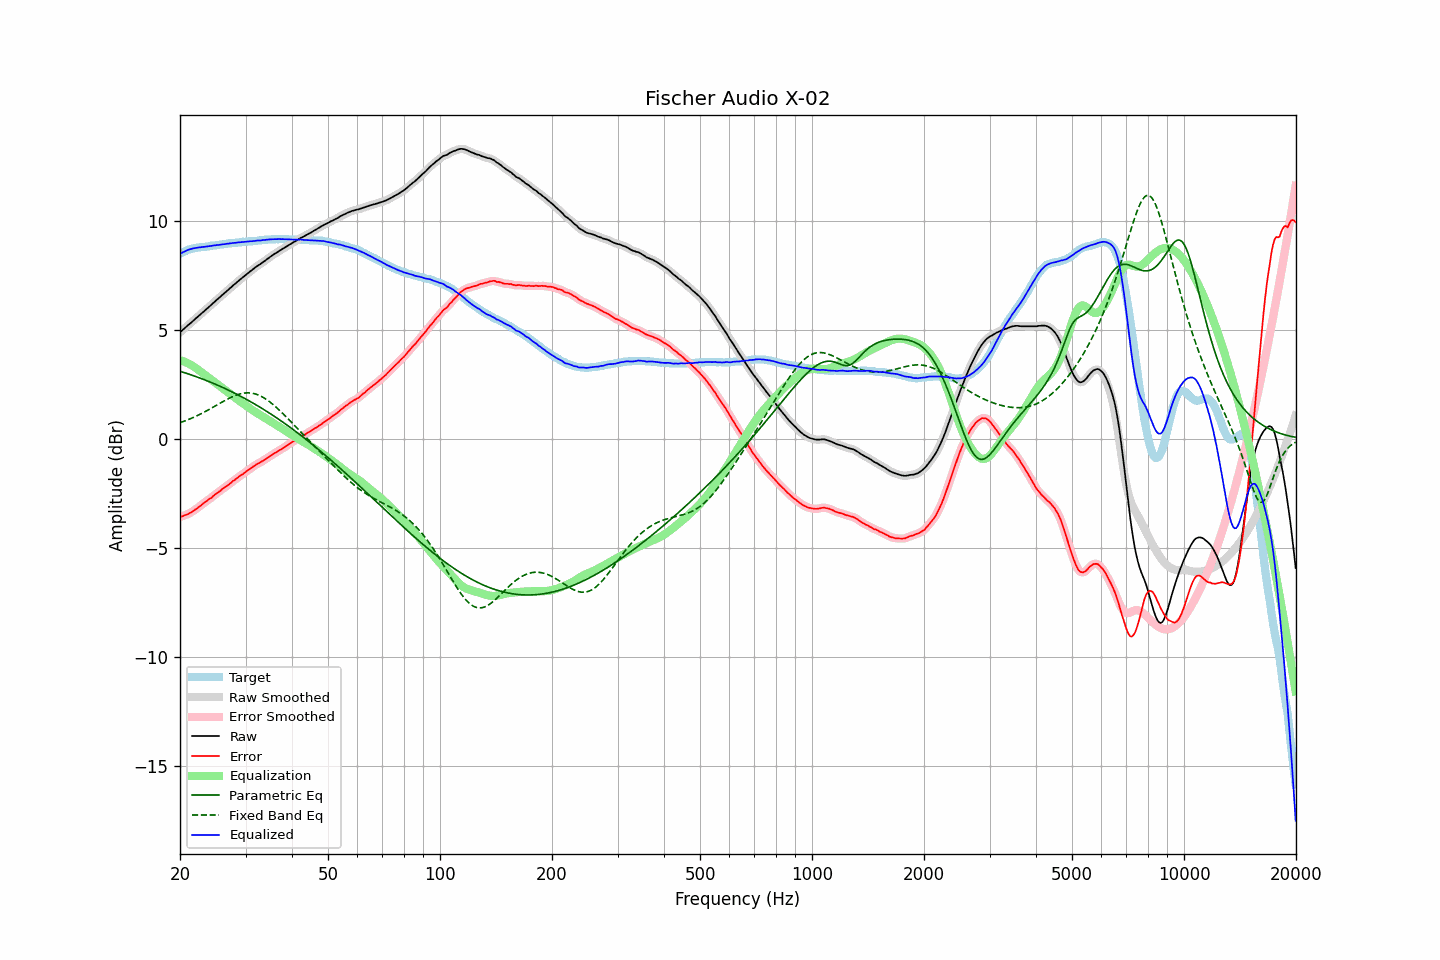 Fischer Audio X-02
Amplitude (dBr)
10
5
0
−5
−10
−15
Target
Raw Smoothed
Error Smoothed
Raw
Error
Equalization
Parametric Eq
Fixed Band Eq
Equalized
20 50 100 200 500 1000 2000 5000 10000 20000
Frequency (Hz)